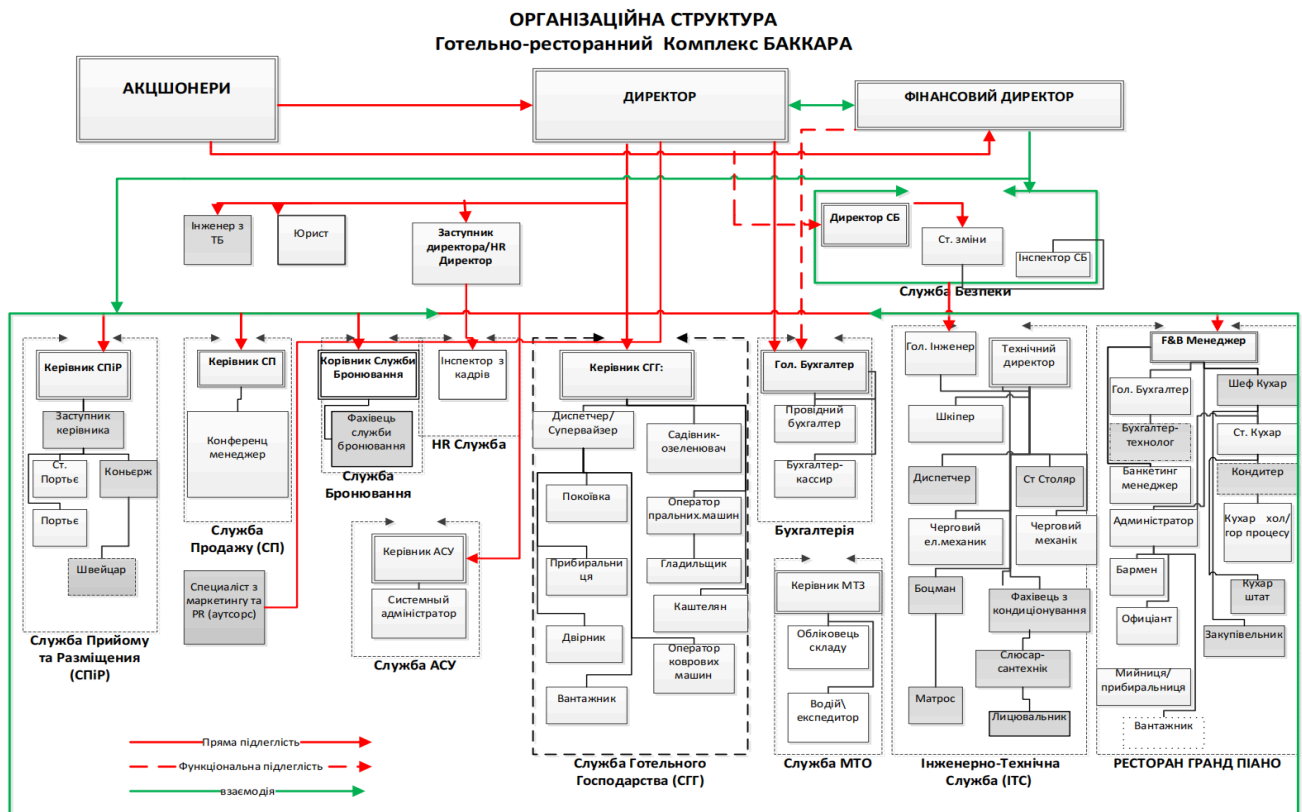 ОРГАНІЗАЦІЙНА СТРУКТУРА
Готельно-ресторанний Комплекс БАККАРА
АКЦШОНЕРИ
ДИРЕКТОР
ФІНАНСОВИЙ ДИРЕКТОР
Інженер з
ТБ
Юрист
Заступник
директора/HR
Директор
Директор СБ
Ст. зміни
Інспектор СБ
Служба Безпеки
Керівник СПіР
Заступник
керівника
Ст.
Портьє
Коньєрж
Портьє
Швейцар
Служба Прийому
та Разміщення
(СПіР)
Керівник СП
Конференц
менеджер
Служба
Продажу (СП)
Специаліст з
маркетингу та
PR (аутсорс)
Корівник Служби
Бронювання
Фахівець
служби
бронювання
Служба
Бронювання
Інспектор з
кадрів
HR Служба
Керівник АСУ
Системный
адміністратор
Служба АСУ
Керівник СГГ:
Диспетчер/
Супервайзер
Садівник-
озеленювач
Покоївка
Оператор
пральних.машин
Прибиральни
ця
Гладильщик
Каштелян
Двірник
Оператор
коврових
машин
Вантажник
Служба Готельного
Господарства (СГГ)
Гол. Бухгалтер
Провідний
бухгалтер
Бухгалтер-
кассир
Бухгалтерія
Керівник МТЗ
Обліковець
складу
Водій\
експедитор
Служба МТО
Гол. Інженер
Технічний
директор
Шкіпер
Диспетчер
Ст Столяр
Черговий
ел.механик
Черговий
механік
Боцман
Фахівець з
кондиціонування
Слюсар-
сантехнік
Матрос
Лицювальник
Інженерно-Технічна
Служба (ІТС)
F&B Менеджер
Гол. Бухгалтер
Шеф Кухар
Бухгалтер-
технолог
Ст. Кухар
Банкетинг
менеджер
Кондитер
Адміністратор
Кухар хол/
гор процесу
Бармен
Кухар
штат
Официант
Закупівельник
Мийниця/
прибиральниця
Вантажник
РЕСТОРАН ГРАНД ПІАНО
Пряма підлеглість
Функціональна підлеглість
взаємодія